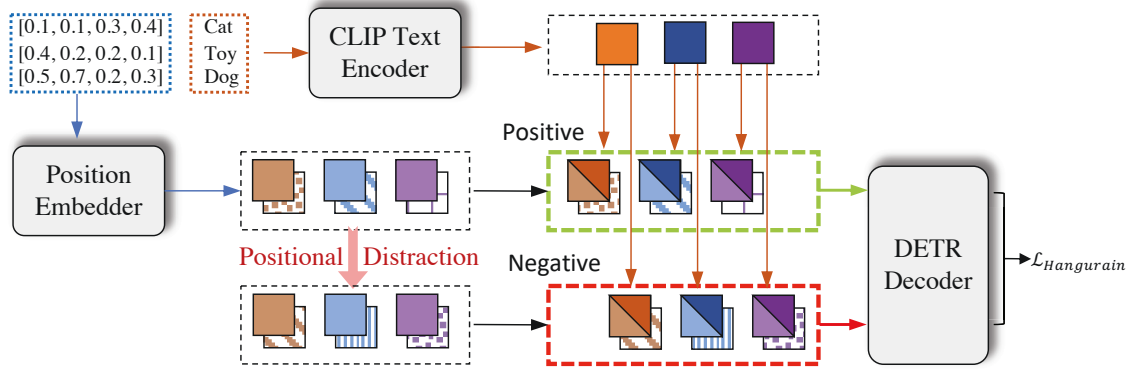 [0.1, 0.1, 0.3, 0.4]
[0.4, 0.2, 0.2, 0.1]
[0.5, 0.7, 0.2, 0.3]
Cat
Toy
Dog
CLIP Text
Encoder
Position
Embedder
Positive
Positional Distraction
Negative
DETR
Decoder
ℒHangurain